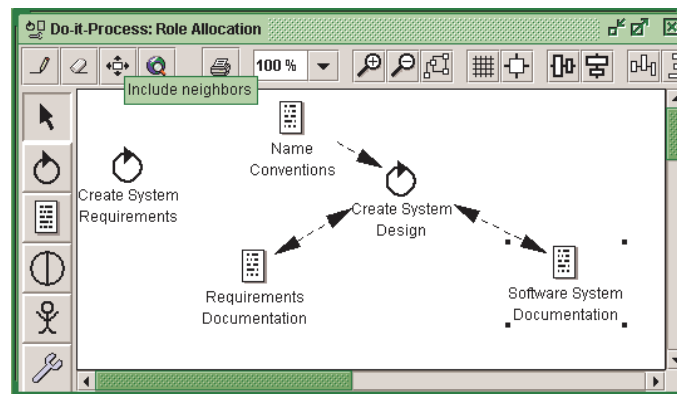 Do-it-Process: Role Allocation
100 %
Include neighbors
Name
Conventions
Create System
Requirements
Create System
Design
Requirements
Documentation
Software System
Documentation